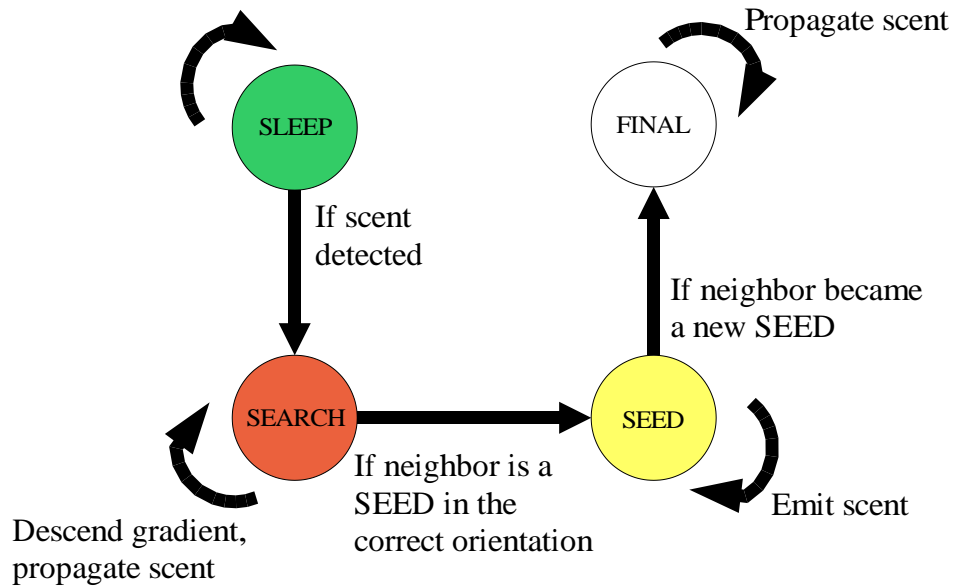 Propagate scent
SLEEP
FINAL
If scent
detected
If neighbor became
a new SEED
SEARCH
SEED
If neighbor is a
SEED in the
correct orientation
Emit scent
Descend gradient,
propagate scent